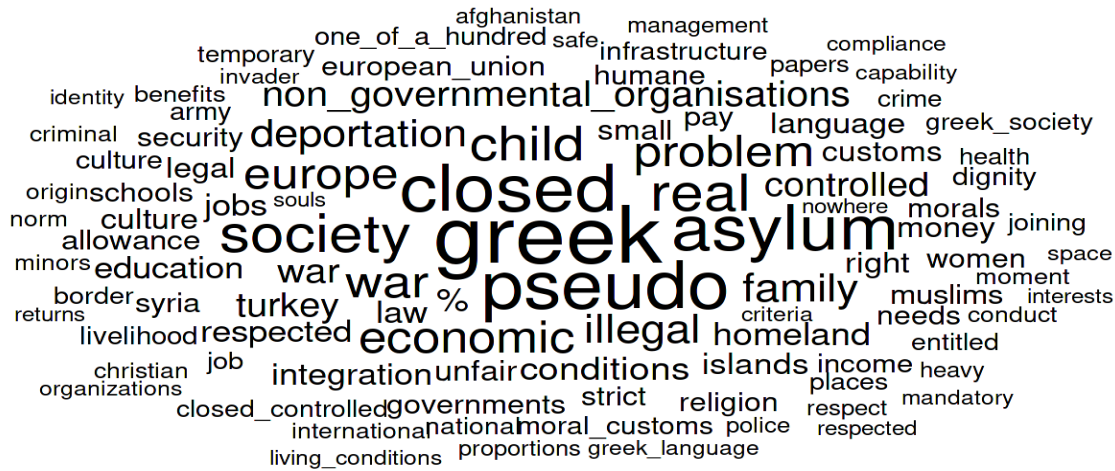 afghanistan
one_of_a_hundred safe management
temporary infrastructure compliance
invader european_union humane papers capability
identity benefits non_governmental_organisations crime
army
criminal security deportation child small pay language greek_society
culture legal europe problem customs health
origin schools closed real controlled dignity
norm culture jobs souls nowhere morals joining
allowance society greek asylum money
minors education war right women space
border syria war pseudo family muslims moment interests
returns turkey law % criteria needs conduct
livelihood respected economic illegal homeland entitled
christian job integration unfair conditions islands income heavy
organizations places mandatory
closed_controlled governments strict religion respect
international national moral_customs police respected
living_conditions proportions greek_language